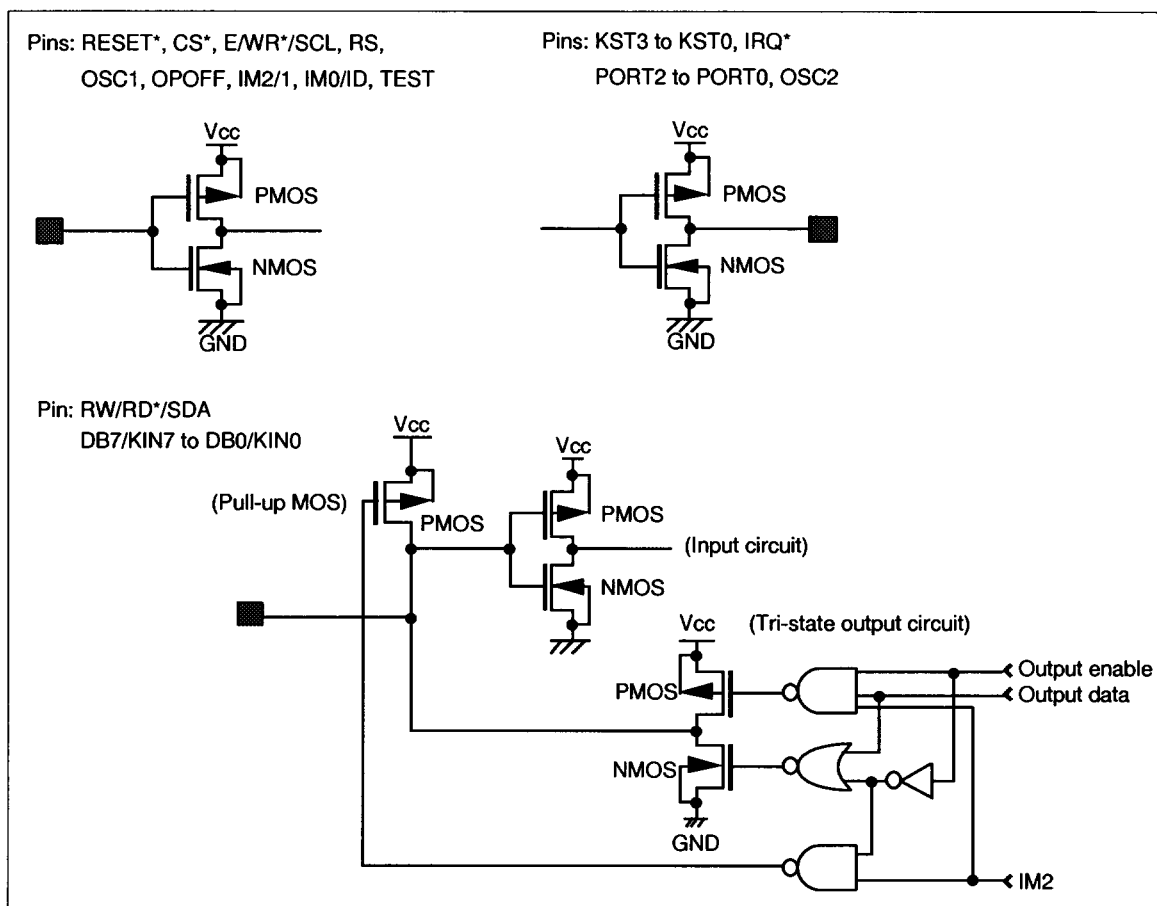 Pins: RESET*, CS*, E/WR*/SCL, RS,
OSC1, OPOFF, IM2/1, IM0/ID, TEST
Vcc
PMOS
NMOS
GND
Pins: KST3 to KST0, IRQ*
PORT2 to PORT0, OSC2
Vcc
PMOS
NMOS
GND
Pin: RW/RD*/SDA
DB7/KIN7 to DB0/KIN0
Vcc
(Pull-up MOS)
PMOS
Vcc
PMOS
(Input circuit)
NMOS
Vcc
(Tri-state output circuit)
PMOS
Output enable
Output data
NMOS
GND
IM2